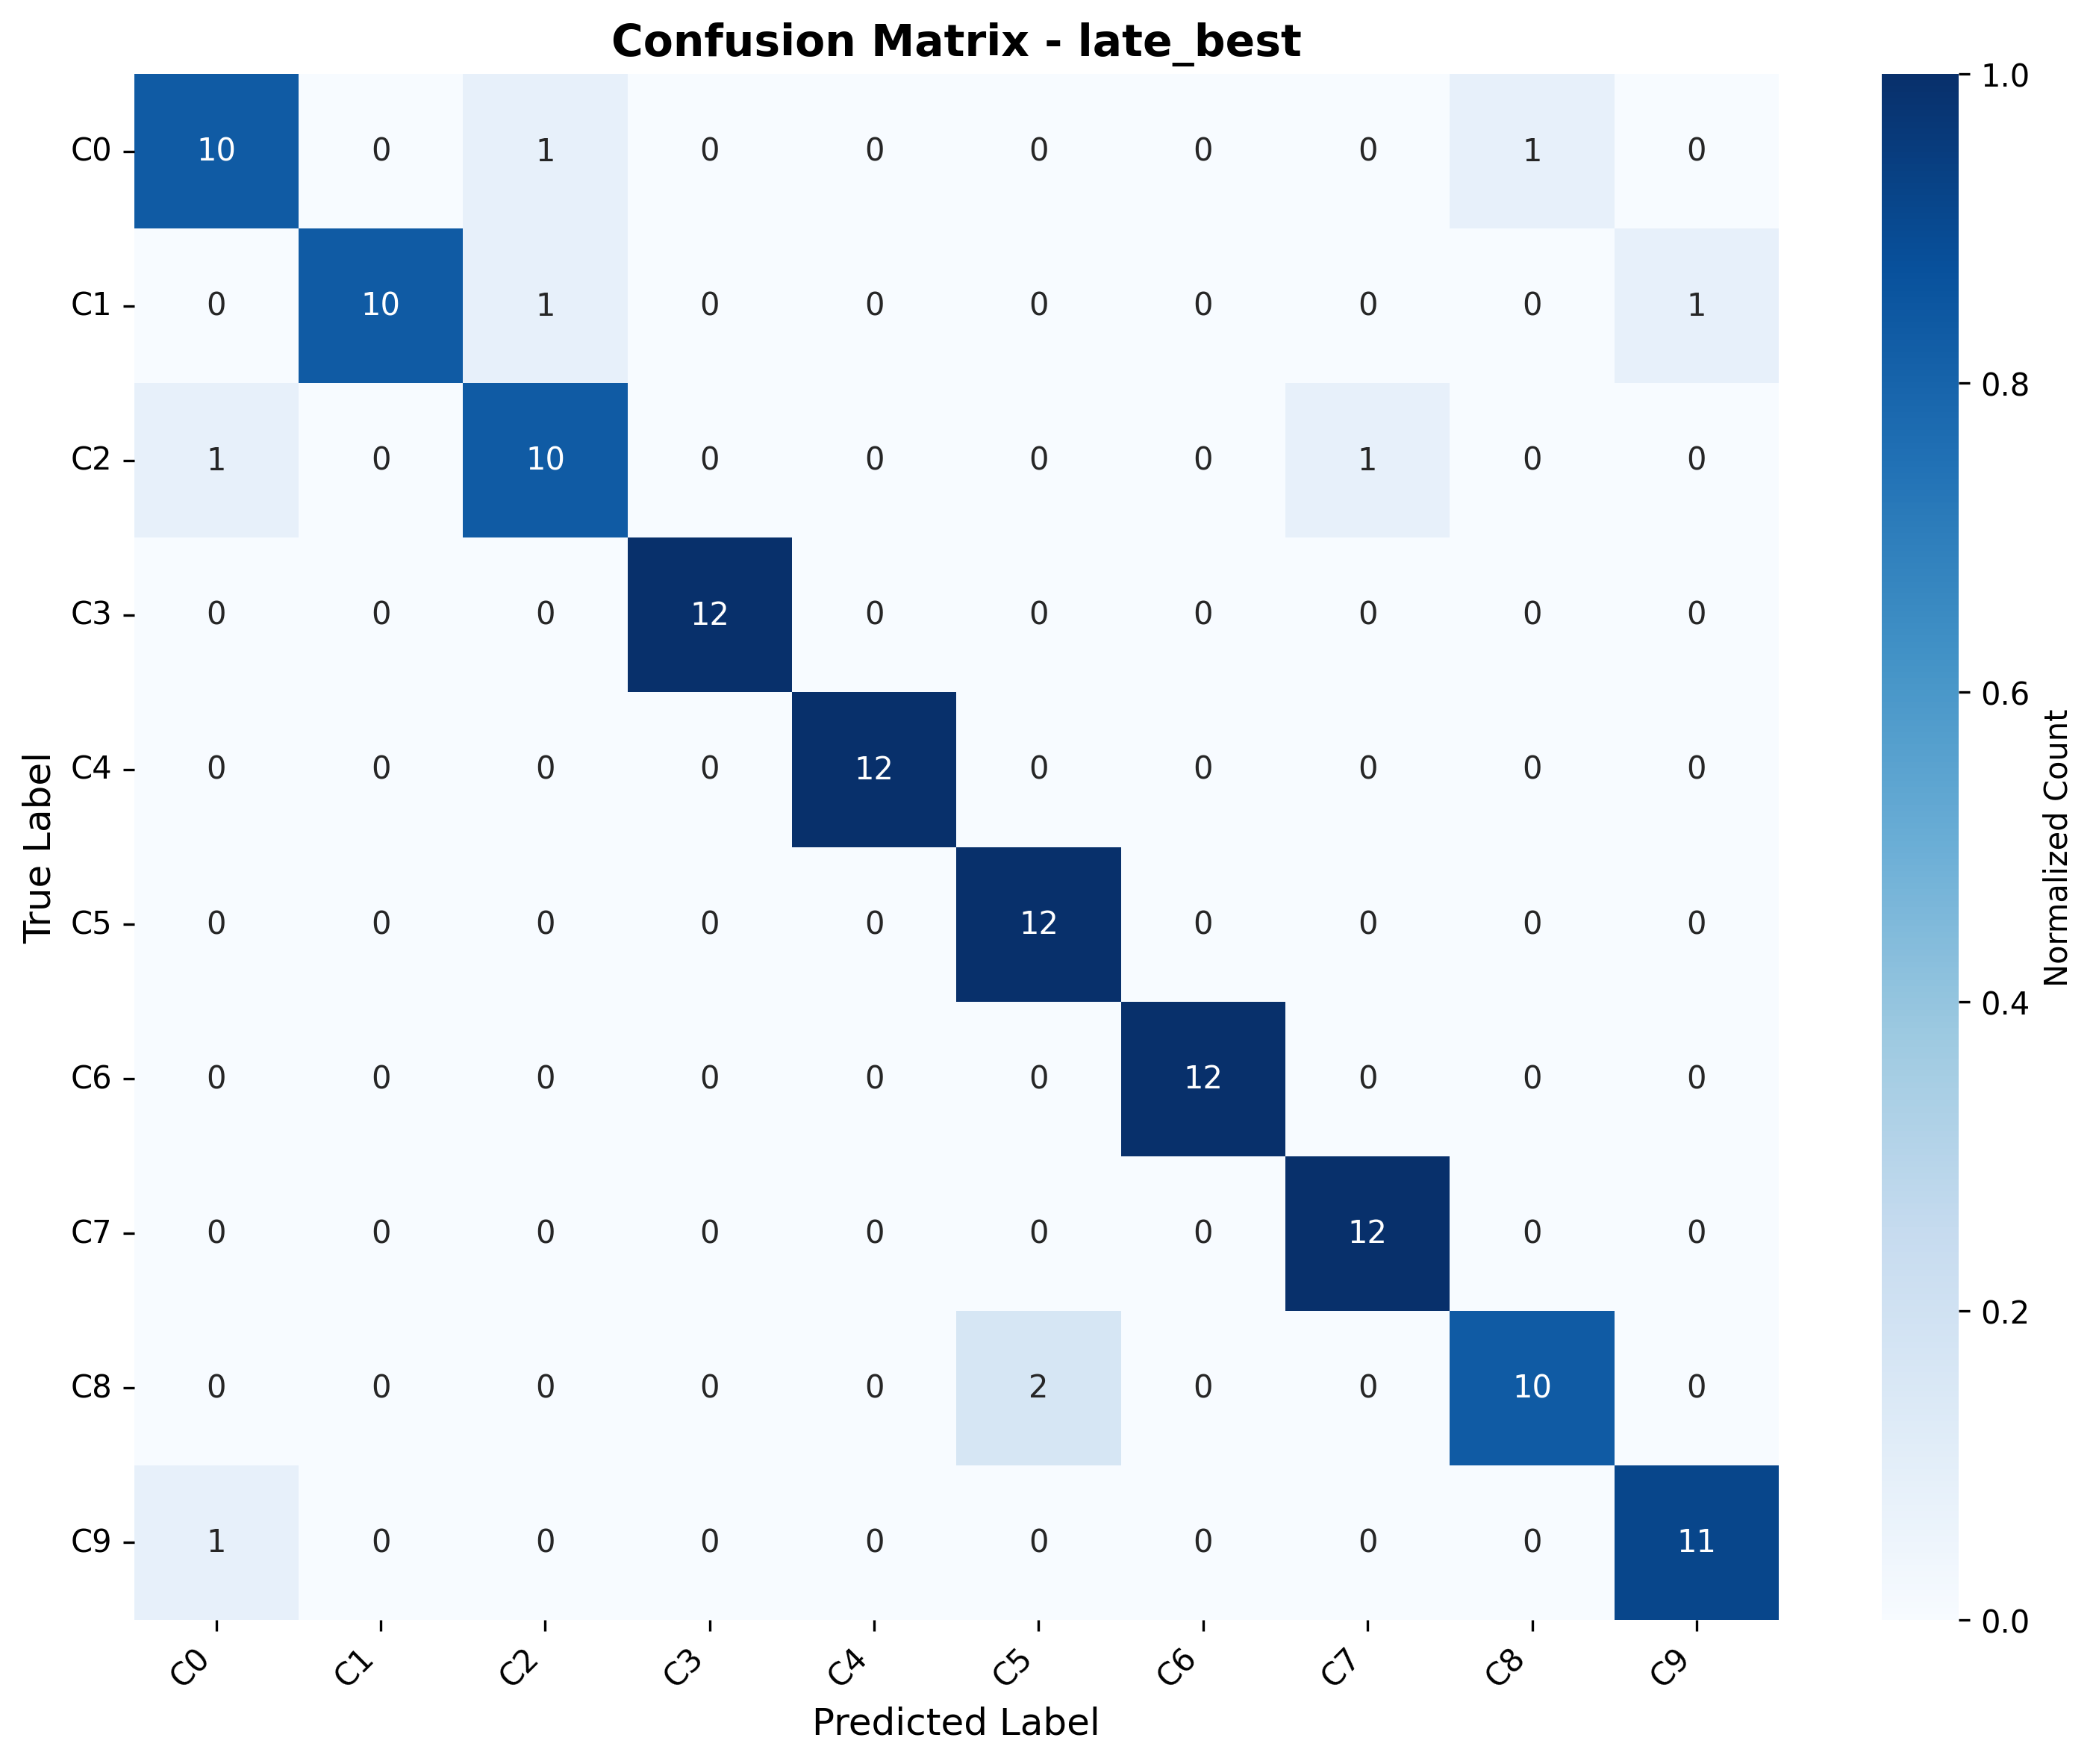 Confusion Matrix - late_best
C0 10 0 1 0 0 0 0 0 1 0
C1 0 10 1 0 0 0 0 0 0 1
C2 1 0 10 0 0 0 0 1 0 0
C3 0 0 0 12 0 0 0 0 0 0
C4 0 0 0 0 12 0 0 0 0 0
C5 0 0 0 0 0 12 0 0 0 0
C6 0 0 0 0 0 0 12 0 0 0
C7 0 0 0 0 0 0 0 12 0 0
C8 0 0 0 0 0 2 0 0 10 0
C9 1 0 0 0 0 0 0 0 0 11
C0 C1 C2 C3 C4 C5 C6 C7 C8 C9
Predicted Label
True Label
1.0
0.8
0.6
0.4
0.2
0.0
Normalized Count